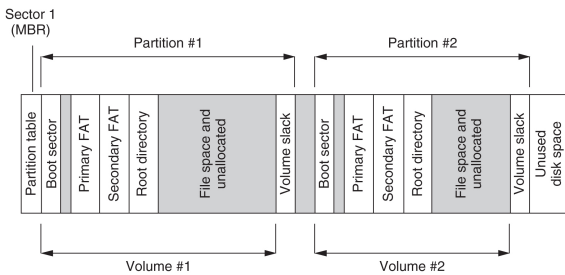 Sector 1
(MBR)
Partition #1
Partition #2
Partition table
Boot sector
Primary FAT
Secondary FAT
Root directory
File space and
unallocated
Volume slack
Boot sector
Primary FAT
Secondary FAT
Root directory
File space and
unallocated
Volume slack
Unused
disk space
Volume #1
Volume #2